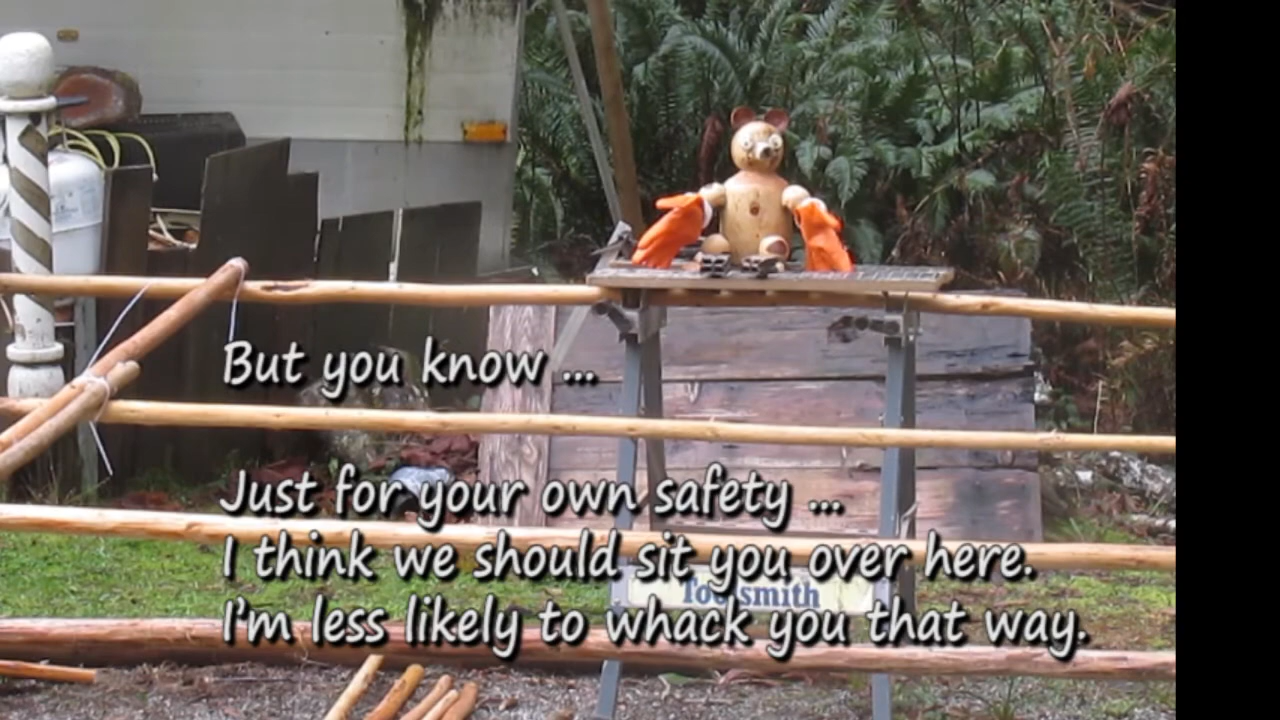 But you know ...
Just for your own safety ...
I think we should sit you over here.
Toolsmith
I'm less likely to whack you that way.